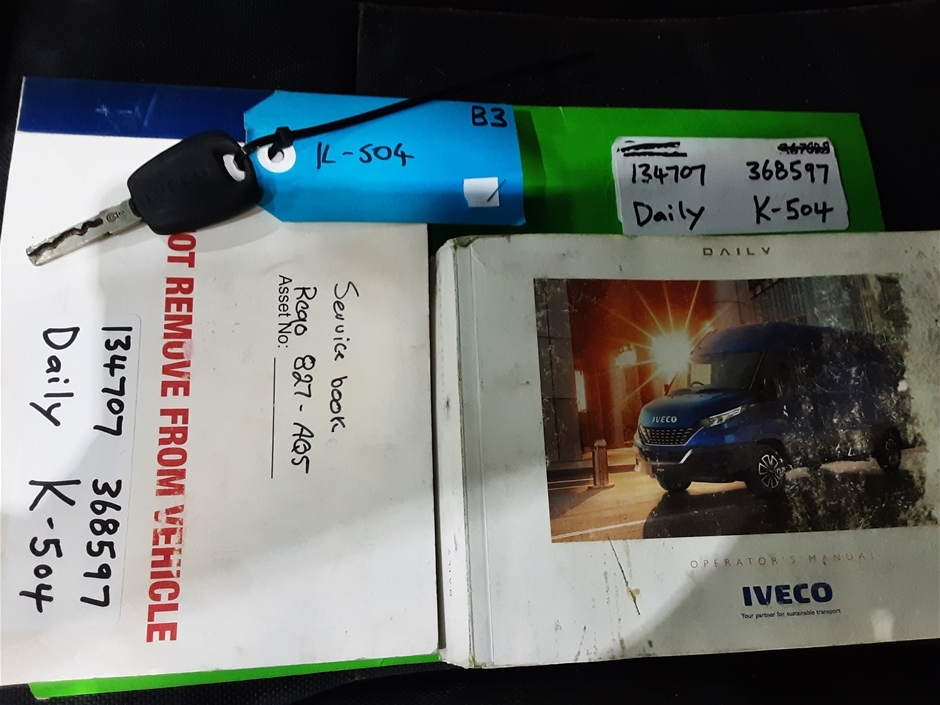 B3
K-504
IVECO
134707 368597
Daily K-504
DAILY
IVECO
OPERATOR'S MANUAL
IVECO
Your partner for sustainable transport
Service book
Rego 827-AQ5
Asset No:
OT REMOVE FROM VEHICLE
134707 368597
Daily K-504